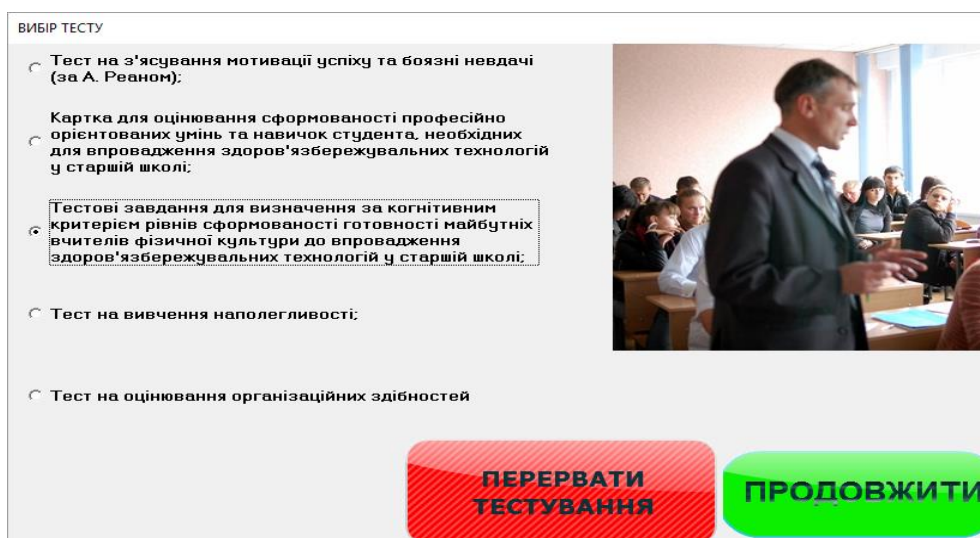 ВИБІР ТЕСТУ
Тест на з'ясування мотивації успіху та боязні невдачі
(за А. Реаном);
Картка для оцінювання сформованості професійно
орієнтованих умінь та навичок студента, необхідних
для впровадження здоров'язбережувальних технологій
у старшій школі;
Тестові завдання для визначення за когнітивним
критерієм рівнів сформованості готовності майбутніх
вчителів фізичної культури до впровадження
здоров'язбережувальних технологій у старшій школі;
Тест на вивчення наполегливості;
Тест на оцінювання організаційних здібностей
ПЕРЕРВАТИ
ТЕСТУВАННЯ
ПРОДОВЖИТИ